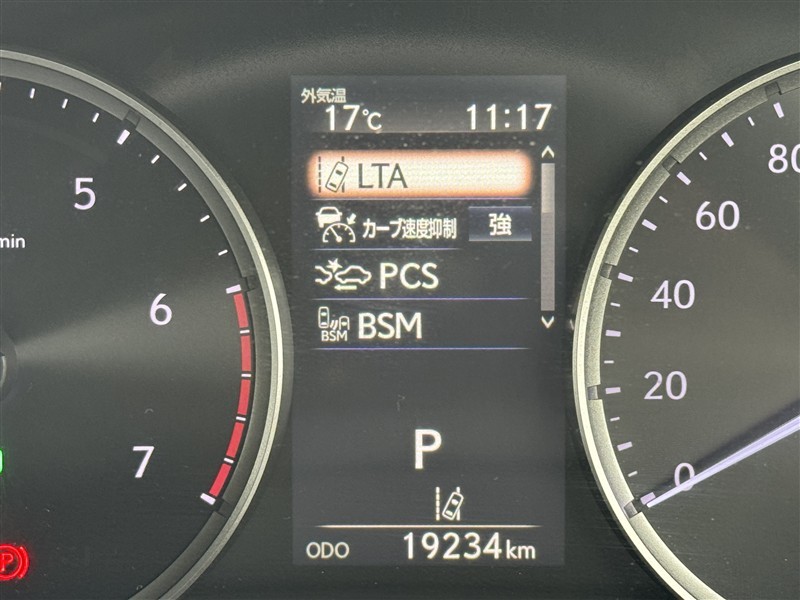 外気温
17℃ 11:17
LTA
カーブ速度抑制 強
PCS
BSM
BSM
P
ODO 19234km
5
min
6
7
80
60
40
20
0
P